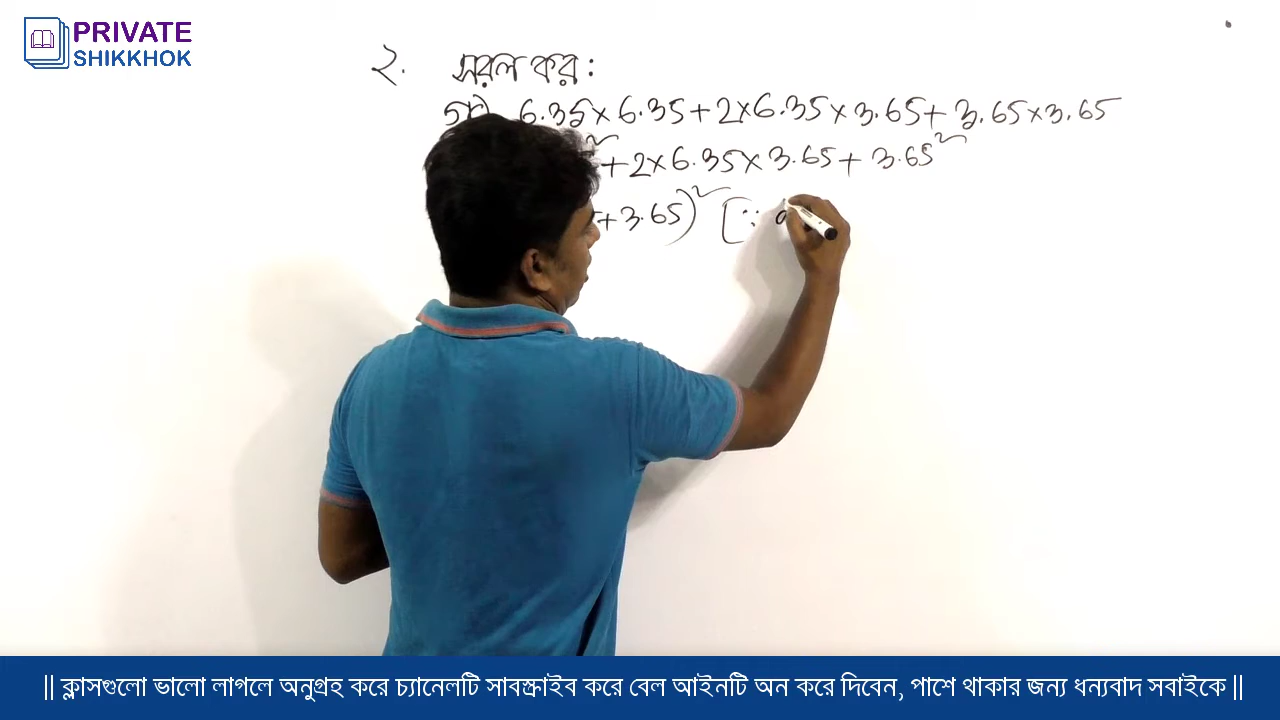 PRIVATE
SHIKKHOK
২. সরল কর :
গ) 6.35 × 6.35 + 2 × 6.35 × 3.65 + 3.65 × 3.65
² + 2 × 6.35 × 3.65 + 3.65²
+ 3.65)² [∵
|| ক্লাসগুলো ভালো লাগলে অনুগ্রহ করে চ্যানেলটি সাবস্ক্রাইব করে বেল আইনটি অন করে দিবেন, পাশে থাকার জন্য ধন্যবাদ সবাইকে ||